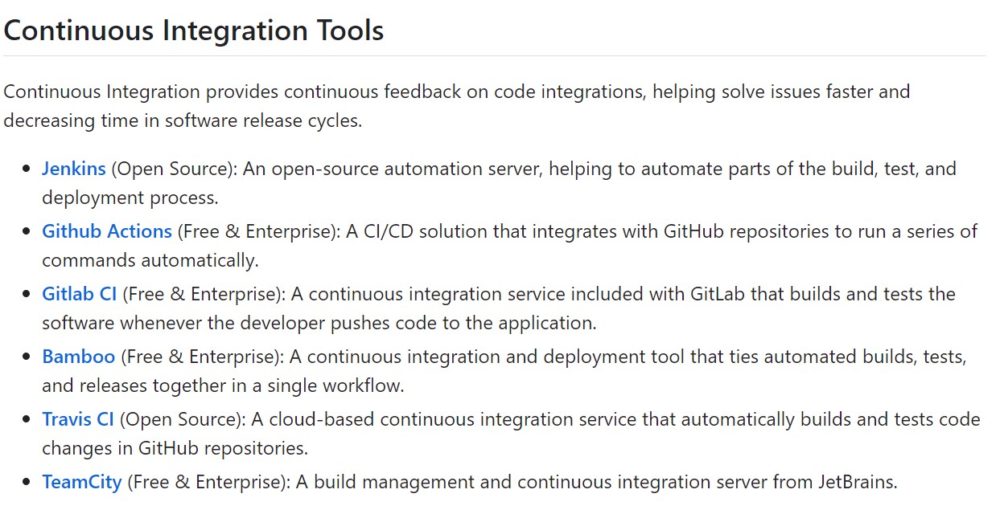 Continuous Integration Tools
Continuous Integration provides continuous feedback on code integrations, helping solve issues faster and
decreasing time in software release cycles.
• Jenkins (Open Source): An open-source automation server, helping to automate parts of the build, test, and
deployment process.
• Github Actions (Free & Enterprise): A CI/CD solution that integrates with GitHub repositories to run a series of
commands automatically.
• Gitlab CI (Free & Enterprise): A continuous integration service included with GitLab that builds and tests the
software whenever the developer pushes code to the application.
• Bamboo (Free & Enterprise): A continuous integration and deployment tool that ties automated builds, tests,
and releases together in a single workflow.
• Travis CI (Open Source): A cloud-based continuous integration service that automatically builds and tests code
changes in GitHub repositories.
• TeamCity (Free & Enterprise): A build management and continuous integration server from JetBrains.